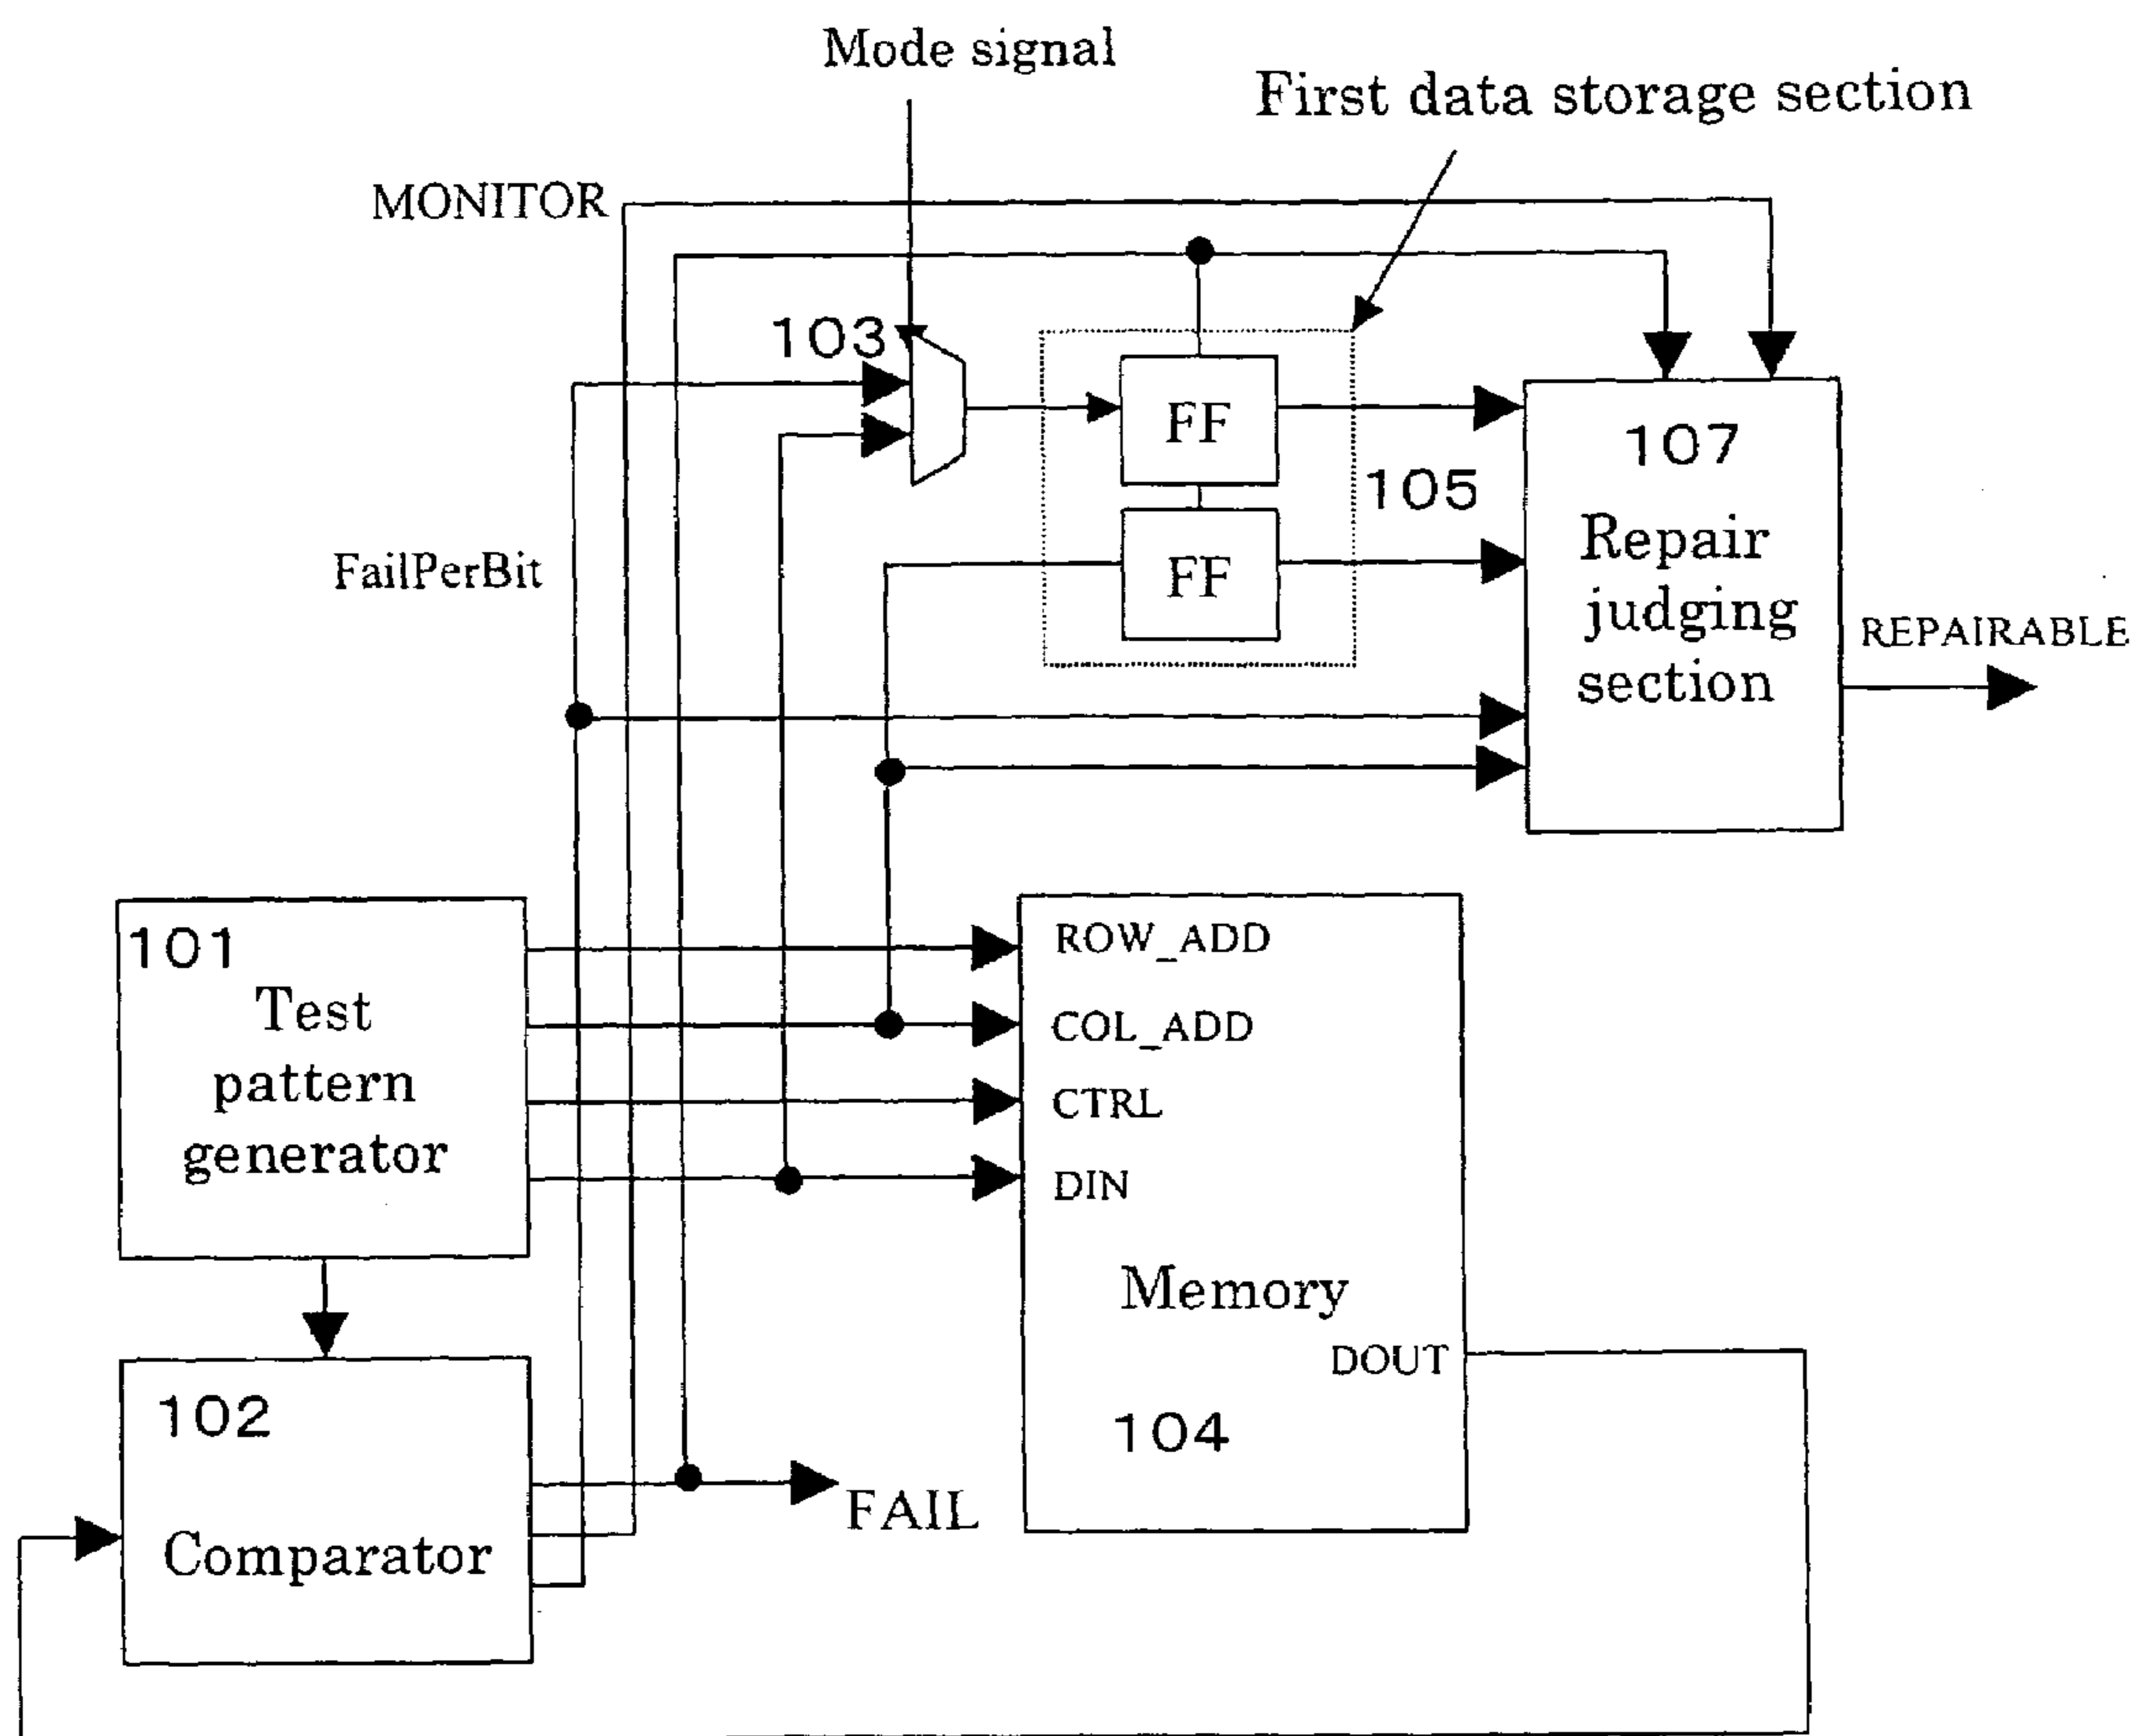 Mode signal
First data storage section
MONITOR
103
FF
107
105
Repair
judging
section
FailPerBit
FF
REPAIRABLE
101
Test
pattern
generator
ROW_ADD
COL_ADD
CTRL
DIN
Memory
DOUT
104
102
Comparator
FAIL